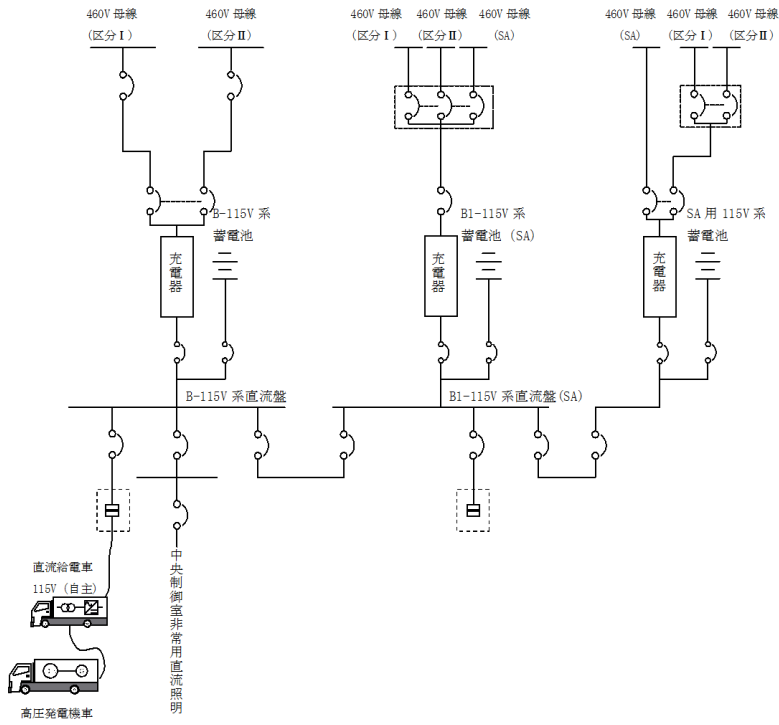 460V 母線
(区分Ⅰ)
460V 母線
(区分Ⅱ)
460V 母線
(区分Ⅰ)
460V 母線
(区分Ⅱ)
460V 母線
(SA)
460V 母線
(SA)
460V 母線
(区分Ⅰ)
460V 母線
(区分Ⅱ)
B-115V 系
蓄電池
充電器
B1-115V 系
蓄電池 (SA)
充電器
SA 用 115V 系
蓄電池
充電器
B-115V 系直流盤
B1-115V 系直流盤(SA)
直流給電車
115V (自主)
中央制御室非常用直流照明
高圧発電機車